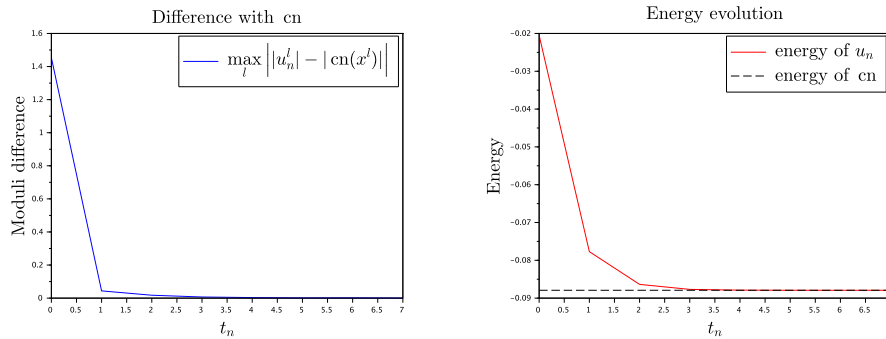 Difference with cn
max_l ||u_n^l| − |cn(x^l)||
Moduli difference
1.6
1.4
1.2
1
0.8
0.6
0.4
0.2
0
0 0.5 1 1.5 2 2.5 3 3.5 4 4.5 5 5.5 6 6.5 7
t_n
Energy evolution
energy of u_n
energy of cn
Energy
−0.02
−0.03
−0.04
−0.05
−0.06
−0.07
−0.08
−0.09
0 0.5 1 1.5 2 2.5 3 3.5 4 4.5 5 5.5 6 6.5
t_n